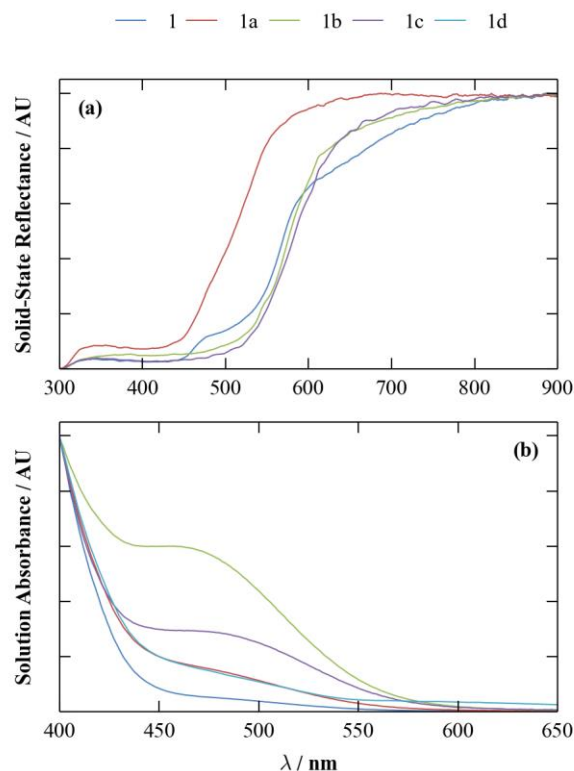 1 1a 1b 1c 1d
(a)
Solid-State Reflectance / AU
300 400 500 600 700 800 900
(b)
Solution Absorbance / AU
400 450 500 550 600 650
λ / nm